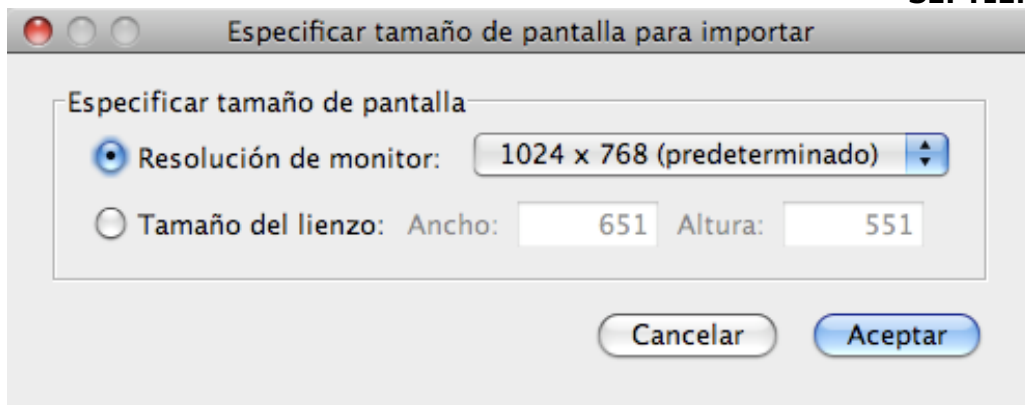 Especificar tamaño de pantalla para importar
Especificar tamaño de pantalla
Resolución de monitor: 1024 x 768 (predeterminado)
Tamaño del lienzo: Ancho: 651 Altura: 551
Cancelar Aceptar